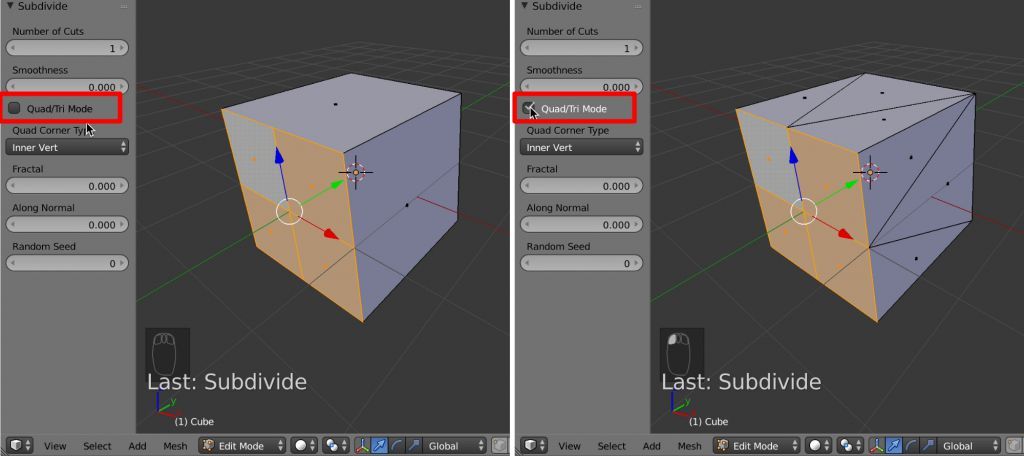 Subdivide
Number of Cuts
1
Smoothness
0.000
Quad/Tri Mode
Quad Corner Type
Inner Vert
Fractal
0.000
Along Normal
0.000
Random Seed
0
Last: Subdivide
y
(1) Cube
View Select Add Mesh Edit Mode Global
Subdivide
Number of Cuts
1
Smoothness
0.000
Quad/Tri Mode
Quad Corner Type
Inner Vert
Fractal
0.000
Along Normal
0.000
Random Seed
0
Last: Subdivide
y
(1) Cube
View Select Add Mesh Edit Mode Global